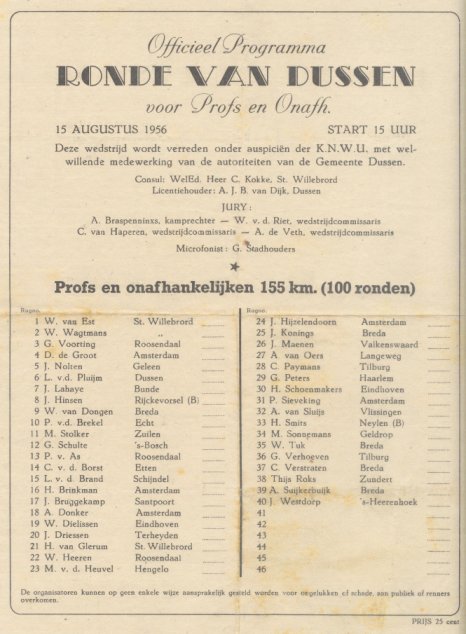 Officieel Programma
RONDE VAN DUSSEN
voor Profs en Onafh.
15 AUGUSTUS 1956 START 15 UUR
Deze wedstrijd wordt verreden onder auspiciën der K.N.W.U. met wel-
willende medewerking van de autoriteiten van de Gemeente Dussen.
Consul: WelEd. Heer C. Kokke, St. Willebrord
Licentiehouder: A. J. B. van Dijk, Dussen
JURY:
A. Braspenninxs, kamprechter — W. v. d. Riet, wedstrijdcommissaris
C. van Haperen, wedstrijdcommissaris — A. de Veth, wedstrijdcommissaris
Microfonist: G. Stadhouders
Profs en onafhankelijken 155 km. (100 ronden)
Rugno.
1 W. van Est St. Willebrord
2 W. Wagtmans „
3 G. Voorting Roosendaal
4 D. de Groot Amsterdam
5 J. Nolten Geleen
6 L. v.d. Pluijm Dussen
7 J. Lahaye Bunde
8 J. Hinsen Rijckevorsel (B)
9 W. van Dongen Breda
10 P. v.d. Brekel Echt
11 M. Stolker Zuilen
12 G. Schulte 's-Bosch
13 P. v. As Roosendaal
14 C. v. d. Borst Etten
15 L. v. d. Brand Schijndel
16 H. Brinkman Amsterdam
17 J. Bruggekamp Santpoort
18 A. Donker Amsterdam
19 W. Dielissen Eindhoven
20 J. Driessen Terheyden
21 H. van Glerum St. Willebrord
22 W. Heeren Roosendaal
23 M. v. d. Heuvel Hengelo
Rugno.
24 J. Hijzelendoorn Amsterdam
25 J. Konings Breda
26 J. Maenen Valkenswaard
27 A. van Oers Langeweg
28 C. Paymans Tilburg
29 G. Peters Haarlem
30 H. Schoenmakers Eindhoven
31 P. Sieveking Amsterdam
32 A. van Sluijs Vlissingen
33 H. Smits Neylen (B)
34 M. Sonnemans Geldrop
35 W. Tuk Breda
36 G. Verhoeven Tilburg
37 C. Verstraten Breda
38 Thijs Roks Zundert
39 A. Suijkerbuijk Breda
40 J. Westdorp 's-Heerenhoek
41
42
43
44
45
46
De organisatoren kunnen op geen enkele wijze aansprakelijk gesteld worden voor ongelukken of schade, aan publiek of renners
overkomen.
PRIJS 25 cent